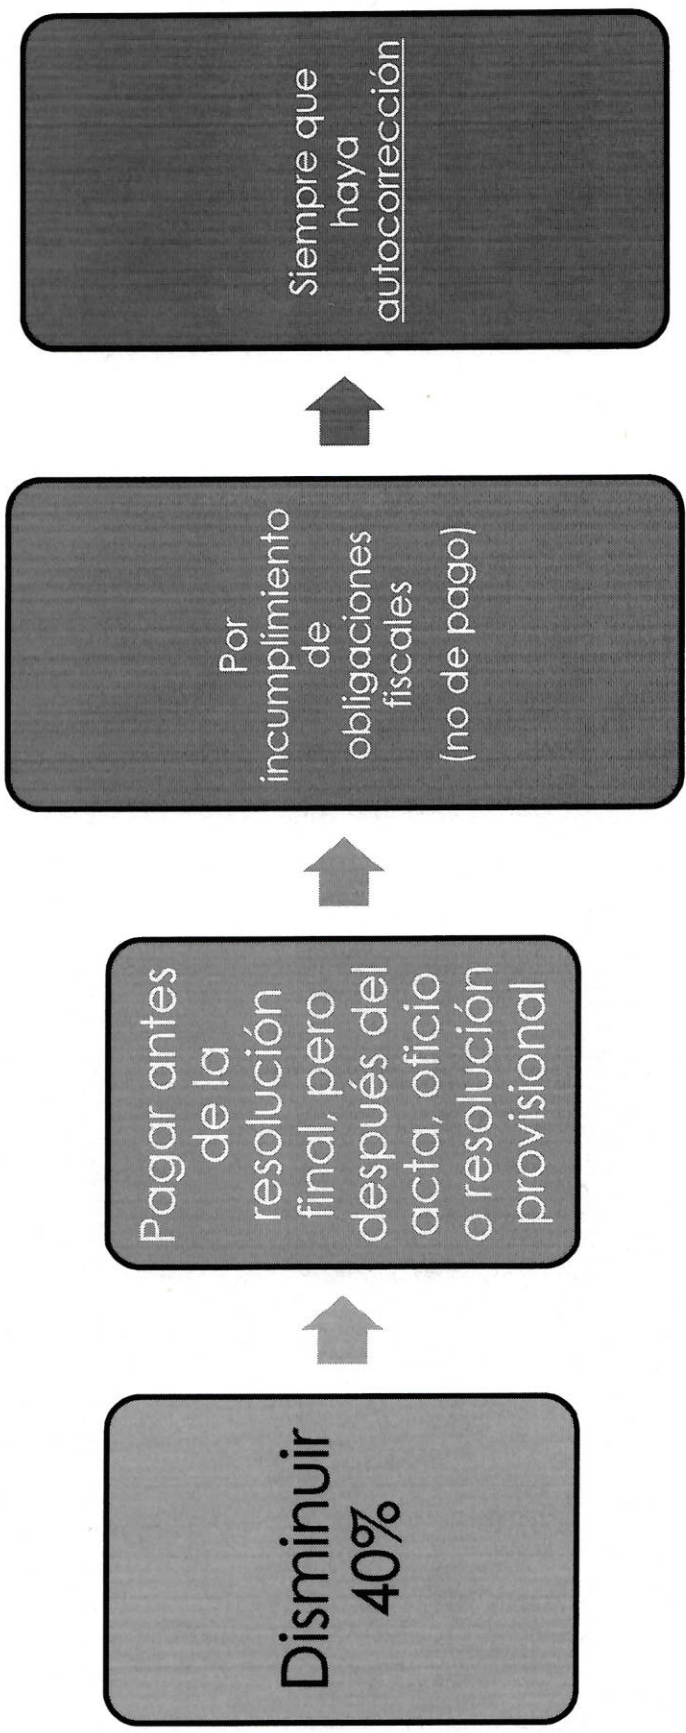 Disminuir
40%
Pagar antes
de la
resolución
final, pero
después del
acta, oficio
o resolución
provisional
Por
incumplimiento
de
obligaciones
fiscales
(no de pago)
Siempre que
haya
autocorrección